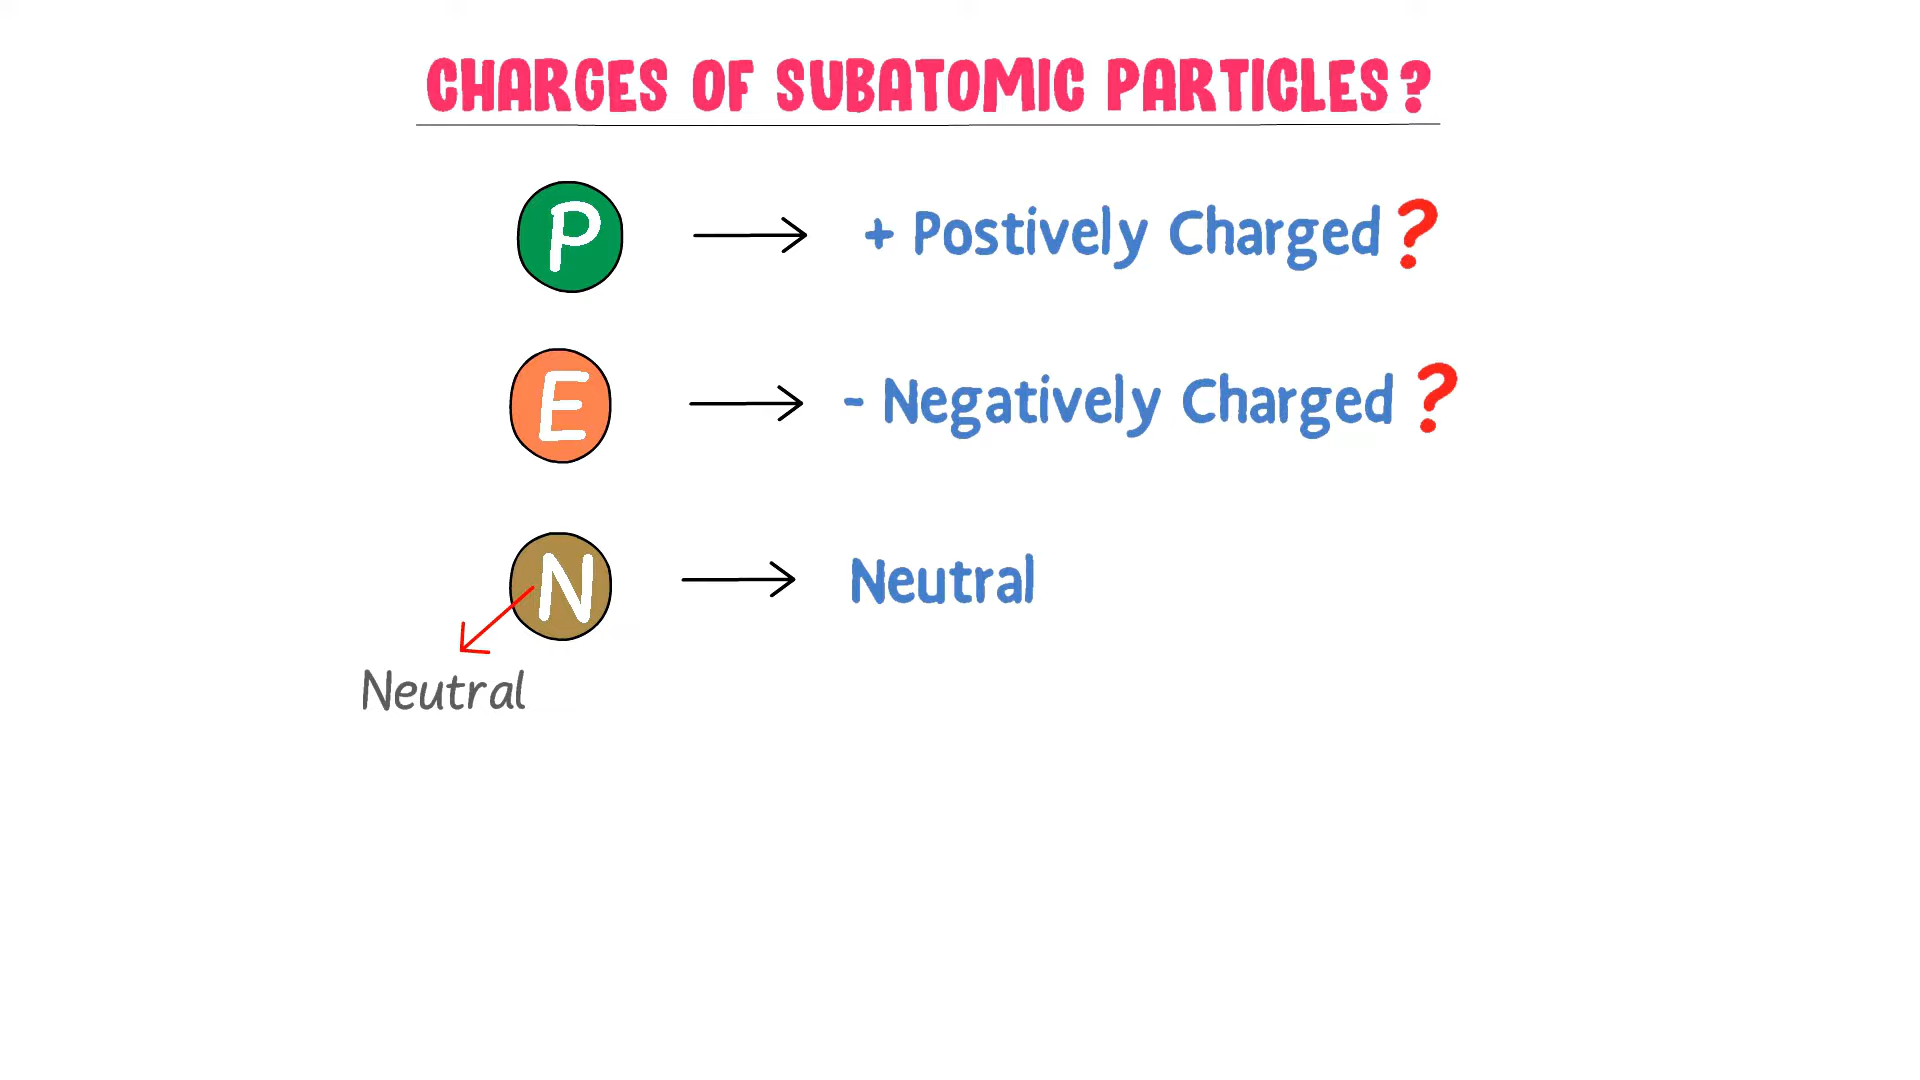 CHARGES OF SUBATOMIC PARTICLES?
P → + Postively Charged ?
E → - Negatively Charged ?
N → Neutral
Neutral